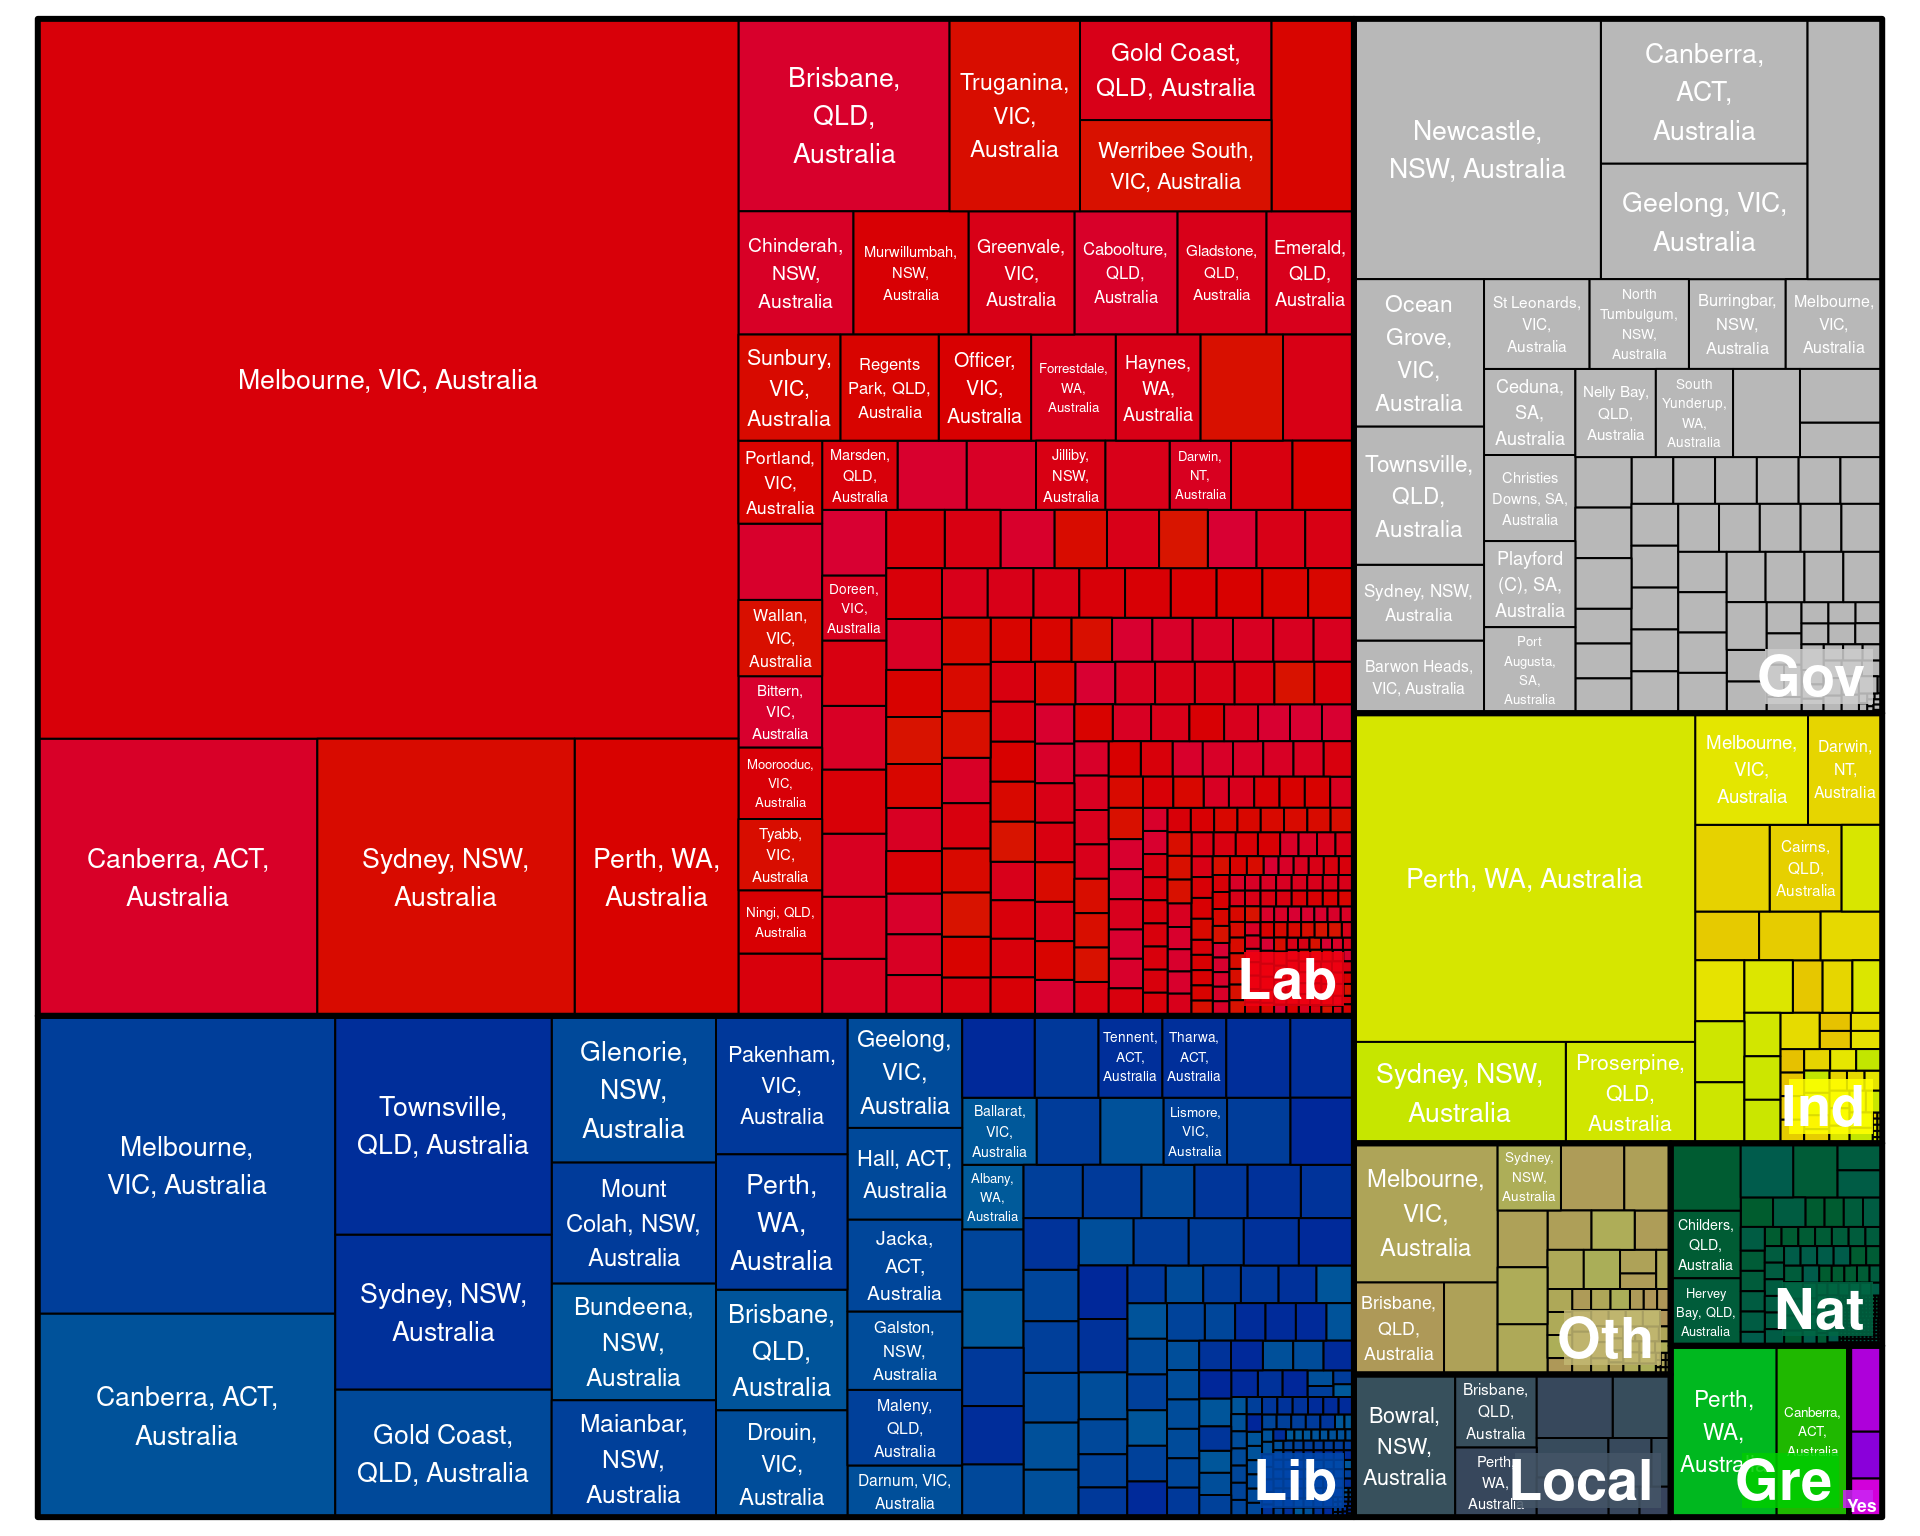 Melbourne, VIC, Australia
Canberra, ACT,
Australia
Sydney, NSW,
Australia
Perth, WA,
Australia
Brisbane,
QLD,
Australia
Truganina,
VIC,
Australia
Gold Coast,
QLD, Australia
Werribee South,
VIC, Australia
Chinderah,
NSW,
Australia
Murwillumbah,
NSW,
Australia
Greenvale,
VIC,
Australia
Caboolture,
QLD,
Australia
Gladstone,
QLD,
Australia
Emerald,
QLD,
Australia
Sunbury,
VIC,
Australia
Regents
Park, QLD,
Australia
Officer,
VIC,
Australia
Forrestdale,
WA,
Australia
Haynes,
WA,
Australia
Portland,
VIC,
Australia
Marsden,
QLD,
Australia
Jilliby,
NSW,
Australia
Darwin,
NT,
Australia
Doreen,
VIC,
Australia
Wallan,
VIC,
Australia
Bittern,
VIC,
Australia
Moorooduc,
VIC,
Australia
Tyabb,
VIC,
Australia
Ningi, QLD,
Australia
Lab
Newcastle,
NSW, Australia
Canberra,
ACT,
Australia
Geelong, VIC,
Australia
Ocean
Grove,
VIC,
Australia
St Leonards,
VIC,
Australia
North
Tumbulgum,
NSW,
Australia
Burringbar,
NSW,
Australia
Melbourne,
VIC,
Australia
Ceduna,
SA,
Australia
Nelly Bay,
QLD,
Australia
South
Yunderup,
WA,
Australia
Townsville,
QLD,
Australia
Christies
Downs, SA,
Australia
Playford
(C), SA,
Australia
Sydney, NSW,
Australia
Barwon Heads,
VIC, Australia
Port
Augusta,
SA,
Australia
Gov
Perth, WA, Australia
Melbourne,
VIC,
Australia
Darwin,
NT,
Australia
Cairns,
QLD,
Australia
Sydney, NSW,
Australia
Proserpine,
QLD,
Australia
Ind
Melbourne,
VIC, Australia
Canberra, ACT,
Australia
Townsville,
QLD, Australia
Sydney, NSW,
Australia
Gold Coast,
QLD, Australia
Glenorie,
NSW,
Australia
Mount
Colah, NSW,
Australia
Bundeena,
NSW,
Australia
Maianbar,
NSW,
Australia
Pakenham,
VIC,
Australia
Perth,
WA,
Australia
Brisbane,
QLD,
Australia
Drouin,
VIC,
Australia
Geelong,
VIC,
Australia
Hall, ACT,
Australia
Jacka,
ACT,
Australia
Galston,
NSW,
Australia
Maleny,
QLD,
Australia
Darnum, VIC,
Australia
Tennent,
ACT,
Australia
Tharwa,
ACT,
Australia
Ballarat,
VIC,
Australia
Lismore,
VIC,
Australia
Albany,
WA,
Australia
Lib
Melbourne,
VIC,
Australia
Sydney,
NSW,
Australia
Brisbane,
QLD,
Australia
Oth
Childers,
QLD,
Australia
Hervey
Bay, QLD,
Australia
Nat
Bowral,
NSW,
Australia
Brisbane,
QLD,
Australia
Perth,
WA,
Australia
Local
Perth,
WA,
Australia
Canberra,
ACT,
Australia
Gre
Yes